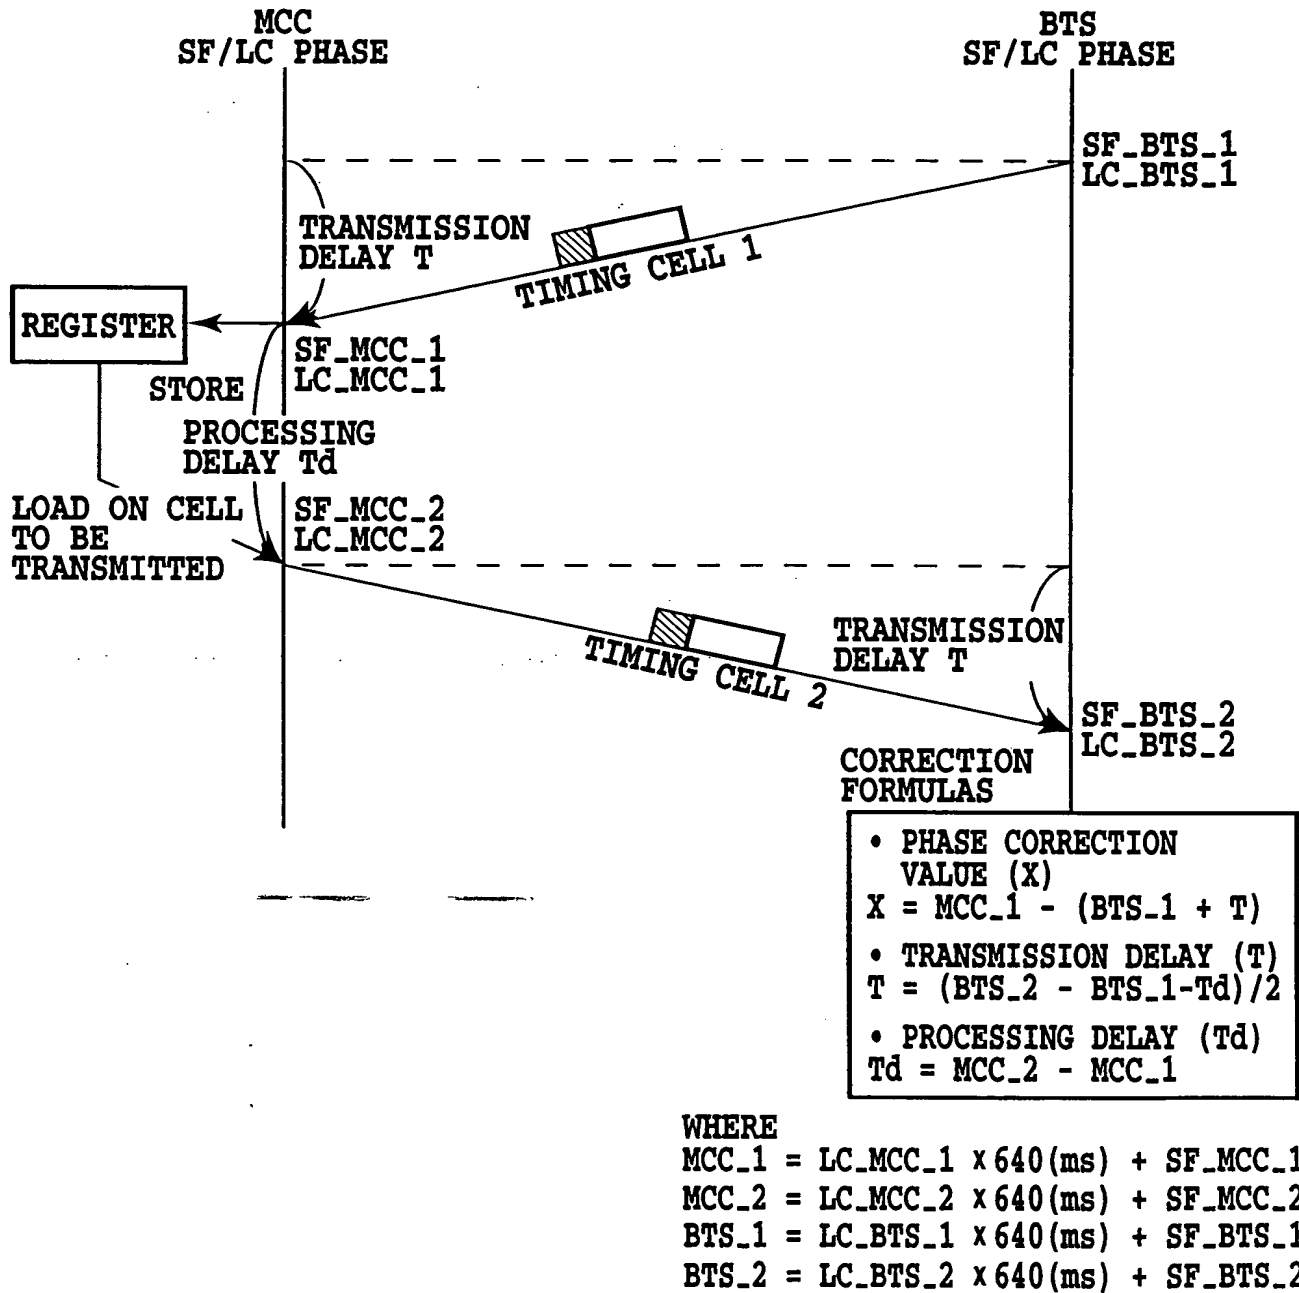 MCC
SF/LC PHASE
BTS
SF/LC PHASE
SF_BTS_1
LC_BTS_1
TRANSMISSION
DELAY T
TIMING CELL 1
REGISTER
SF_MCC_1
LC_MCC_1
STORE
PROCESSING
DELAY Td
LOAD ON CELL
TO BE
TRANSMITTED
SF_MCC_2
LC_MCC_2
TIMING CELL 2
TRANSMISSION
DELAY T
SF_BTS_2
LC_BTS_2
CORRECTION
FORMULAS
• PHASE CORRECTION
VALUE (X)
X = MCC_1 - (BTS_1 + T)
• TRANSMISSION DELAY (T)
T = (BTS_2 - BTS_1-Td)/2
• PROCESSING DELAY (Td)
Td = MCC_2 - MCC_1
WHERE
MCC_1 = LC_MCC_1 x 640(ms) + SF_MCC_1
MCC_2 = LC_MCC_2 x 640(ms) + SF_MCC_2
BTS_1 = LC_BTS_1 x 640(ms) + SF_BTS_1
BTS_2 = LC_BTS_2 x 640(ms) + SF_BTS_2